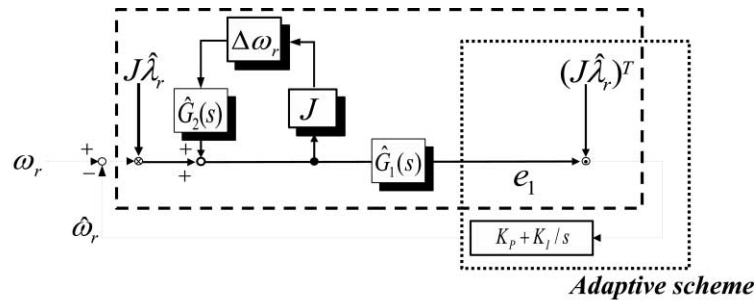 Δω_r
Jλ̂_r
(Jλ̂_r)^T
Ĝ_2(s)
J
ω_r
+
−
+
+
Ĝ_1(s)
e_1
ω̂_r
K_P + K_I / s
Adaptive scheme